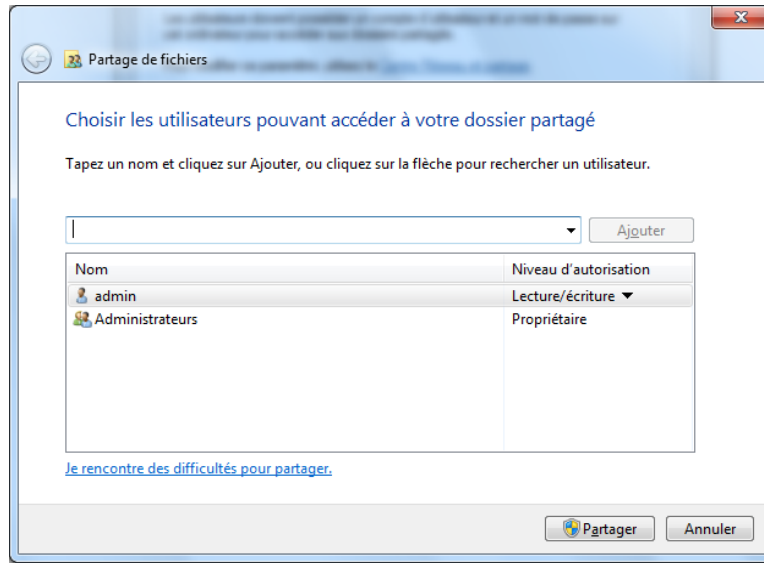 Partage de fichiers
Choisir les utilisateurs pouvant accéder à votre dossier partagé
Tapez un nom et cliquez sur Ajouter, ou cliquez sur la flèche pour rechercher un utilisateur.
Ajouter
Nom Niveau d'autorisation
admin Lecture/écriture
Administrateurs Propriétaire
Je rencontre des difficultés pour partager.
Partager Annuler